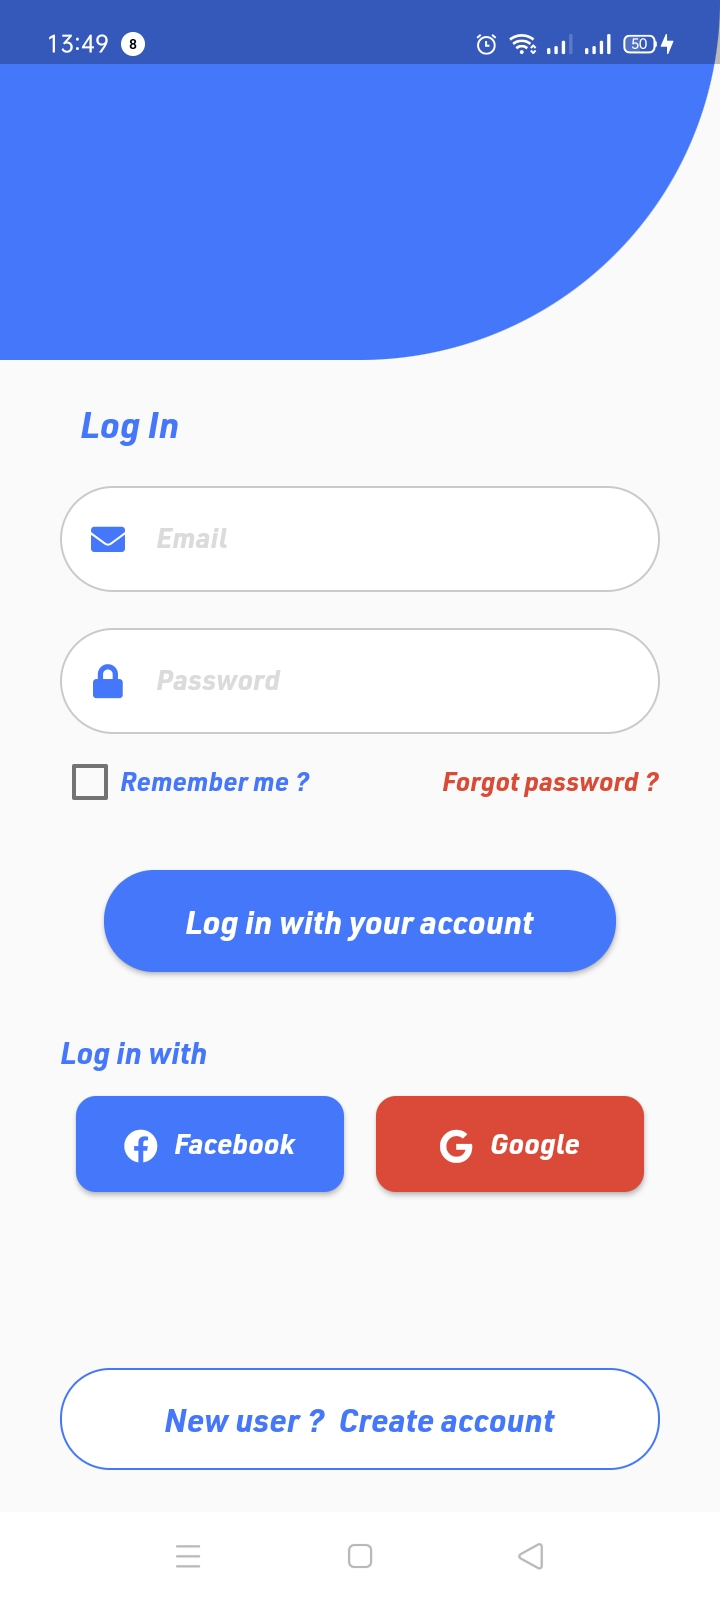 13:49 8 50
Log In
Email
Password
Remember me ? Forgot password ?
Log in with your account
Log in with
Facebook Google
New user ? Create account